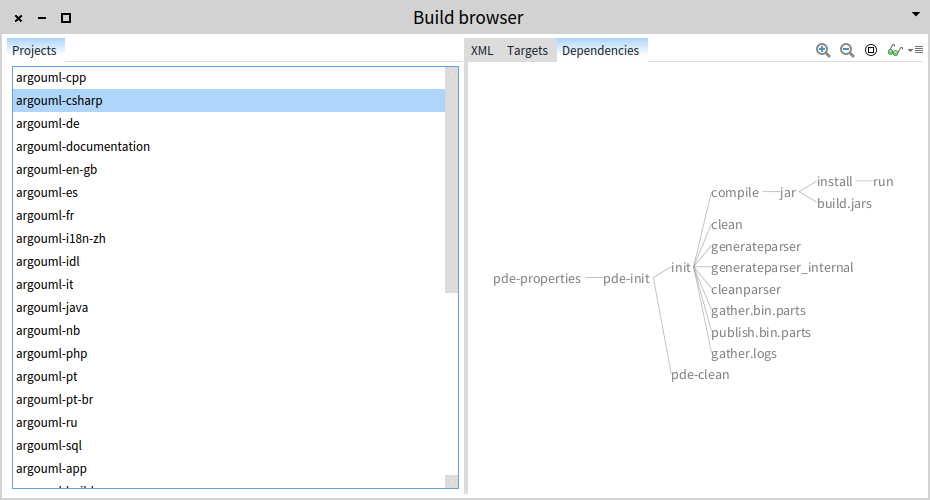 Build browser
Projects
XML Targets Dependencies
argouml-cpp
argouml-csharp
argouml-de
argouml-documentation
argouml-en-gb
argouml-es
argouml-fr
argouml-i18n-zh
argouml-idl
argouml-it
argouml-java
argouml-nb
argouml-php
argouml-pt
argouml-pt-br
argouml-ru
argouml-sql
argouml-app
pde-properties
pde-init
init
compile
jar
install
run
build.jars
clean
generateparser
generateparser_internal
cleanparser
gather.bin.parts
publish.bin.parts
gather.logs
pde-clean